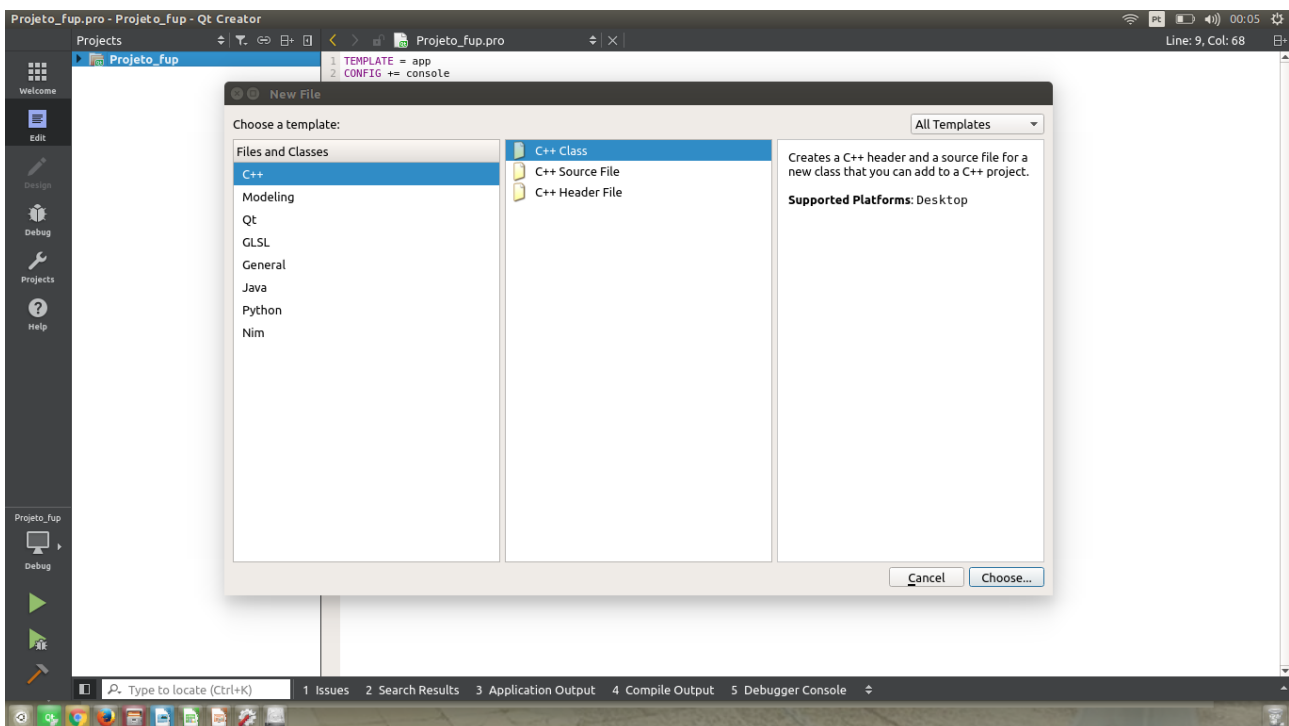 Projeto_fup.pro - Projeto_fup - Qt Creator
Pt
00:05
Projects
Projeto_fup.pro
Line: 9, Col: 68
Projeto_fup
1 TEMPLATE = app
2 CONFIG += console
Welcome
Edit
Design
Debug
Projects
Help
New File
Choose a template:
All Templates
Files and Classes
C++
Modeling
Qt
GLSL
General
Java
Python
Nim
C++ Class
C++ Source File
C++ Header File
Creates a C++ header and a source file for a
new class that you can add to a C++ project.
Supported Platforms: Desktop
Cancel
Choose...
Projeto_fup
Debug
Type to locate (Ctrl+K)
1 Issues
2 Search Results
3 Application Output
4 Compile Output
5 Debugger Console